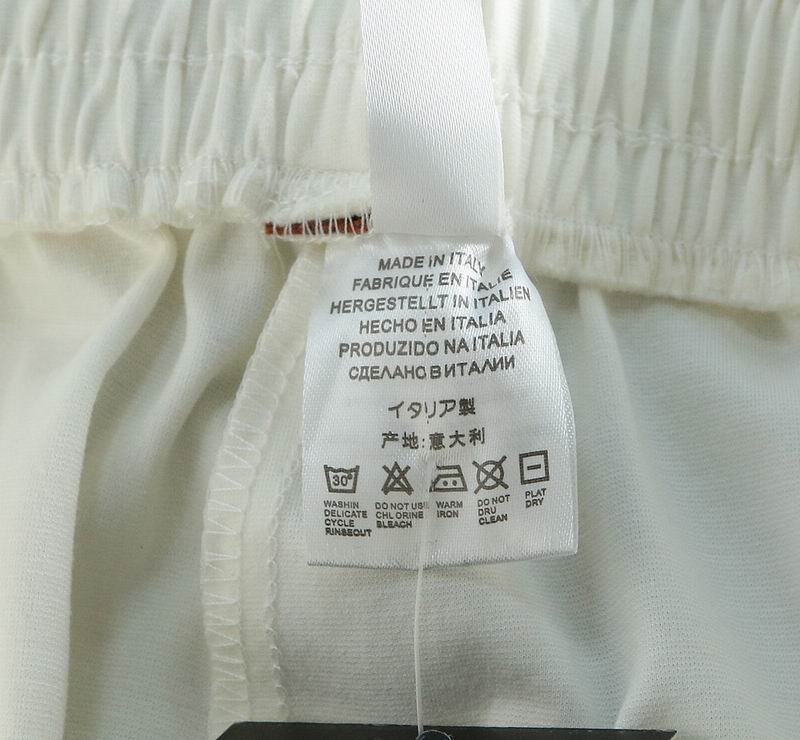 MADE IN ITALY
FABRIQUE EN ITALIE
HERGESTELLT IN ITALIEN
HECHO EN ITALIA
PRODUZIDO NA ITALIA
СДЕЛАНО В ИТАЛИИ
イタリア製
产地:意大利
30°
WASHIN DELICATE CYCLE RINSEOUT
DO NOT USE CHLORINE BLEACH
WARM IRON
DO NOT DRU CLEAN
PLAT DRY